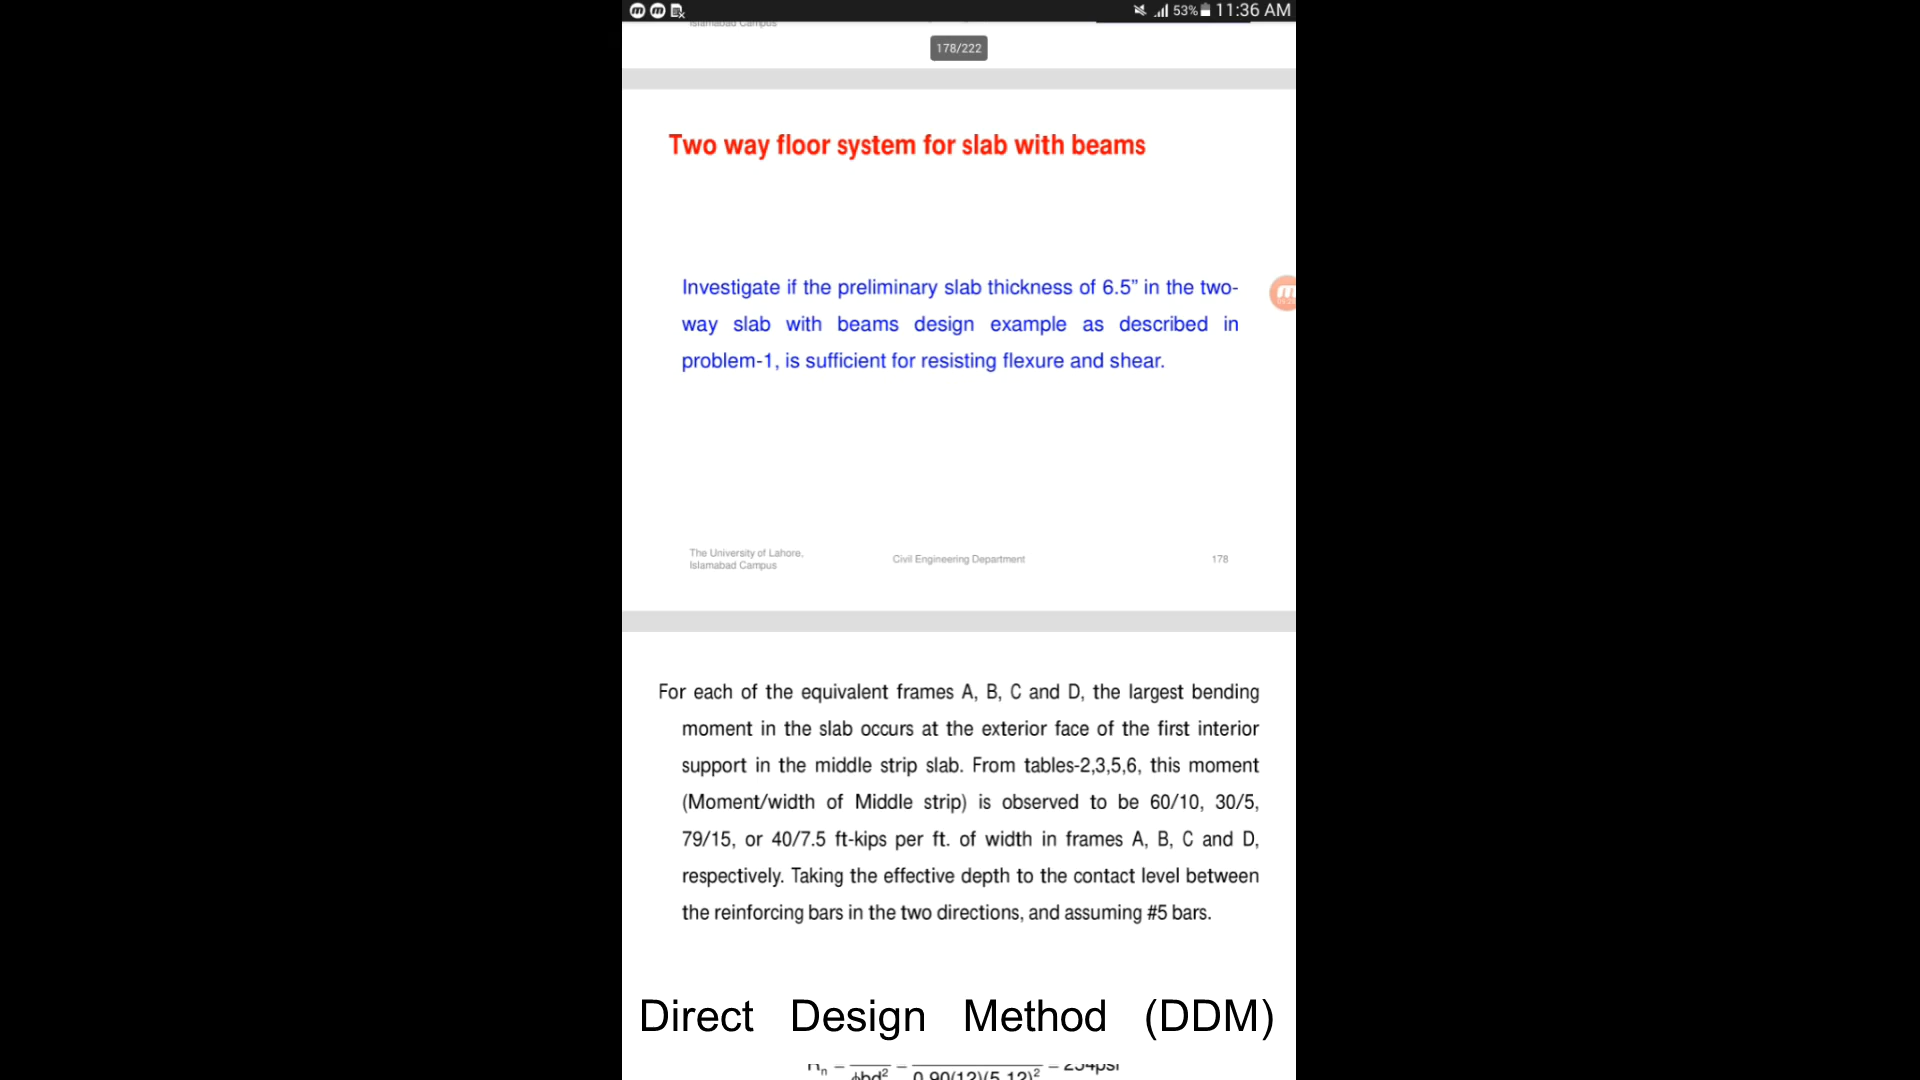 53% 11:36 AM
Islamabad Campus
178/222
Two way floor system for slab with beams
Investigate if the preliminary slab thickness of 6.5” in the two-
way slab with beams design example as described in
problem-1, is sufficient for resisting flexure and shear.
The University of Lahore,
Islamabad Campus
Civil Engineering Department
178
For each of the equivalent frames A, B, C and D, the largest bending
moment in the slab occurs at the exterior face of the first interior
support in the middle strip slab. From tables-2,3,5,6, this moment
(Moment/width of Middle strip) is observed to be 60/10, 30/5,
79/15, or 40/7.5 ft-kips per ft. of width in frames A, B, C and D,
respectively. Taking the effective depth to the contact level between
the reinforcing bars in the two directions, and assuming #5 bars.
Direct Design Method (DDM)